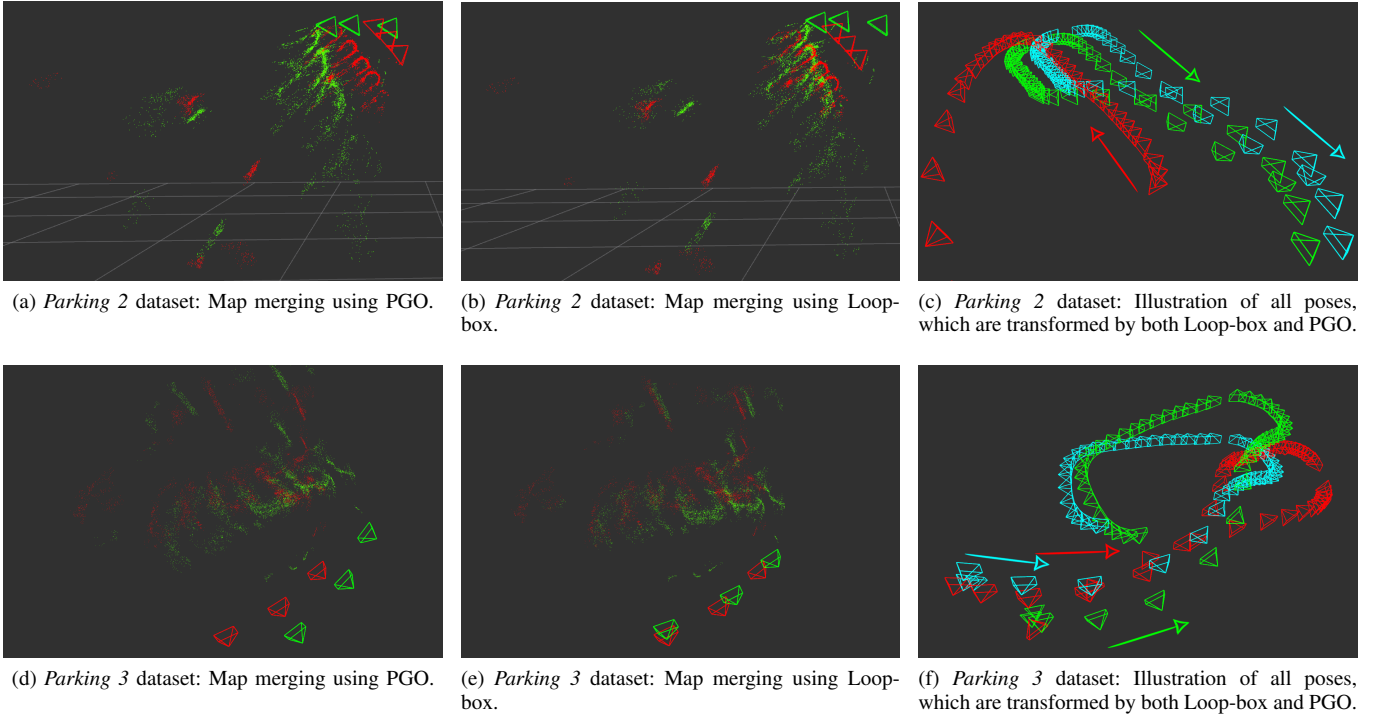 (a) Parking 2 dataset: Map merging using PGO.
(b) Parking 2 dataset: Map merging using Loop-
box.
(c) Parking 2 dataset: Illustration of all poses,
which are transformed by both Loop-box and PGO.
(d) Parking 3 dataset: Map merging using PGO.
(e) Parking 3 dataset: Map merging using Loop-
box.
(f) Parking 3 dataset: Illustration of all poses,
which are transformed by both Loop-box and PGO.